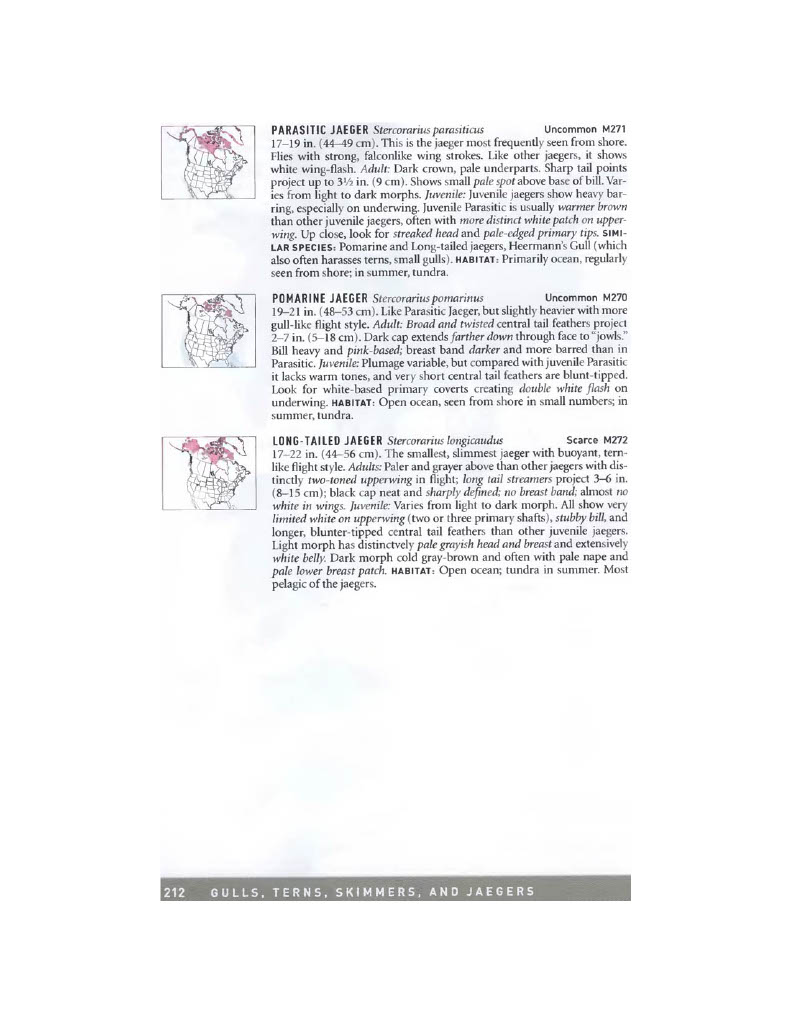 PARASITIC JAEGER Stercorarius parasiticus Uncommon M271
17–19 in. (44–49 cm). This is the jaeger most frequently seen from shore.
Flies with strong, falconlike wing strokes. Like other jaegers, it shows
white wing-flash. Adult: Dark crown, pale underparts. Sharp tail points
project up to 3½ in. (9 cm). Shows small pale spot above base of bill. Var-
ies from light to dark morphs. Juvenile: Juvenile jaegers show heavy bar-
ring, especially on underwing. Juvenile Parasitic is usually warmer brown
than other juvenile jaegers, often with more distinct white patch on upper-
wing. Up close, look for streaked head and pale-edged primary tips. SIMI-
LAR SPECIES: Pomarine and Long-tailed jaegers, Heermann's Gull (which
also often harasses terns, small gulls). HABITAT: Primarily ocean, regularly
seen from shore; in summer, tundra.
POMARINE JAEGER Stercorarius pomarinus Uncommon M270
19–21 in. (48–53 cm). Like Parasitic Jaeger, but slightly heavier with more
gull-like flight style. Adult: Broad and twisted central tail feathers project
2–7 in. (5–18 cm). Dark cap extends farther down through face to "jowls."
Bill heavy and pink-based; breast band darker and more barred than in
Parasitic. Juvenile: Plumage variable, but compared with juvenile Parasitic
it lacks warm tones, and very short central tail feathers are blunt-tipped.
Look for white-based primary coverts creating double white flash on
underwing. HABITAT: Open ocean, seen from shore in small numbers; in
summer, tundra.
LONG-TAILED JAEGER Stercorarius longicaudus Scarce M272
17–22 in. (44–56 cm). The smallest, slimmest jaeger with buoyant, tern-
like flight style. Adults: Paler and grayer above than other jaegers with dis-
tinctly two-toned upperwing in flight; long tail streamers project 3–6 in.
(8–15 cm); black cap neat and sharply defined; no breast band; almost no
white in wings. Juvenile: Varies from light to dark morph. All show very
limited white on upperwing (two or three primary shafts), stubby bill, and
longer, blunter-tipped central tail feathers than other juvenile jaegers.
Light morph has distinctvely pale grayish head and breast and extensively
white belly. Dark morph cold gray-brown and often with pale nape and
pale lower breast patch. HABITAT: Open ocean; tundra in summer. Most
pelagic of the jaegers.
212 GULLS, TERNS, SKIMMERS, AND JAEGERS